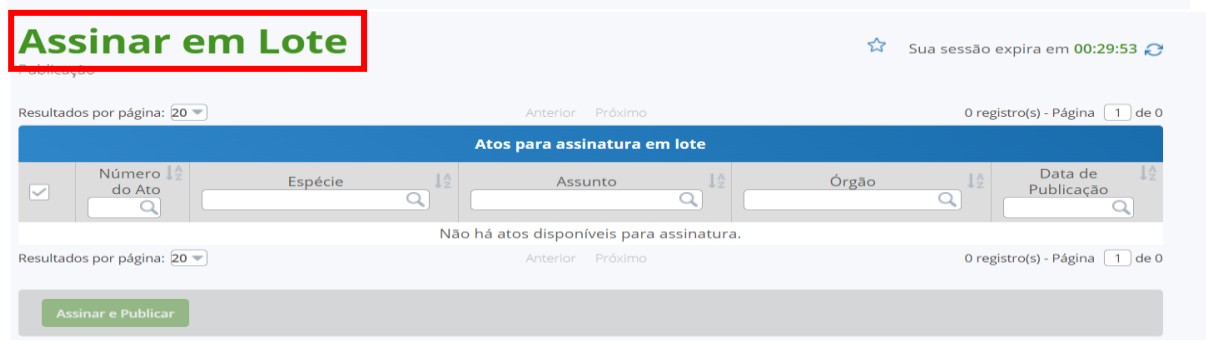 Assinar em Lote
Sua sessão expira em 00:29:53
Publicação
Resultados por página: 20
Anterior Próximo
0 registro(s) - Página 1 de 0
Atos para assinatura em lote
Número do Ato
Espécie
Assunto
Órgão
Data de Publicação
Não há atos disponíveis para assinatura.
Resultados por página: 20
Anterior Próximo
0 registro(s) - Página 1 de 0
Assinar e Publicar